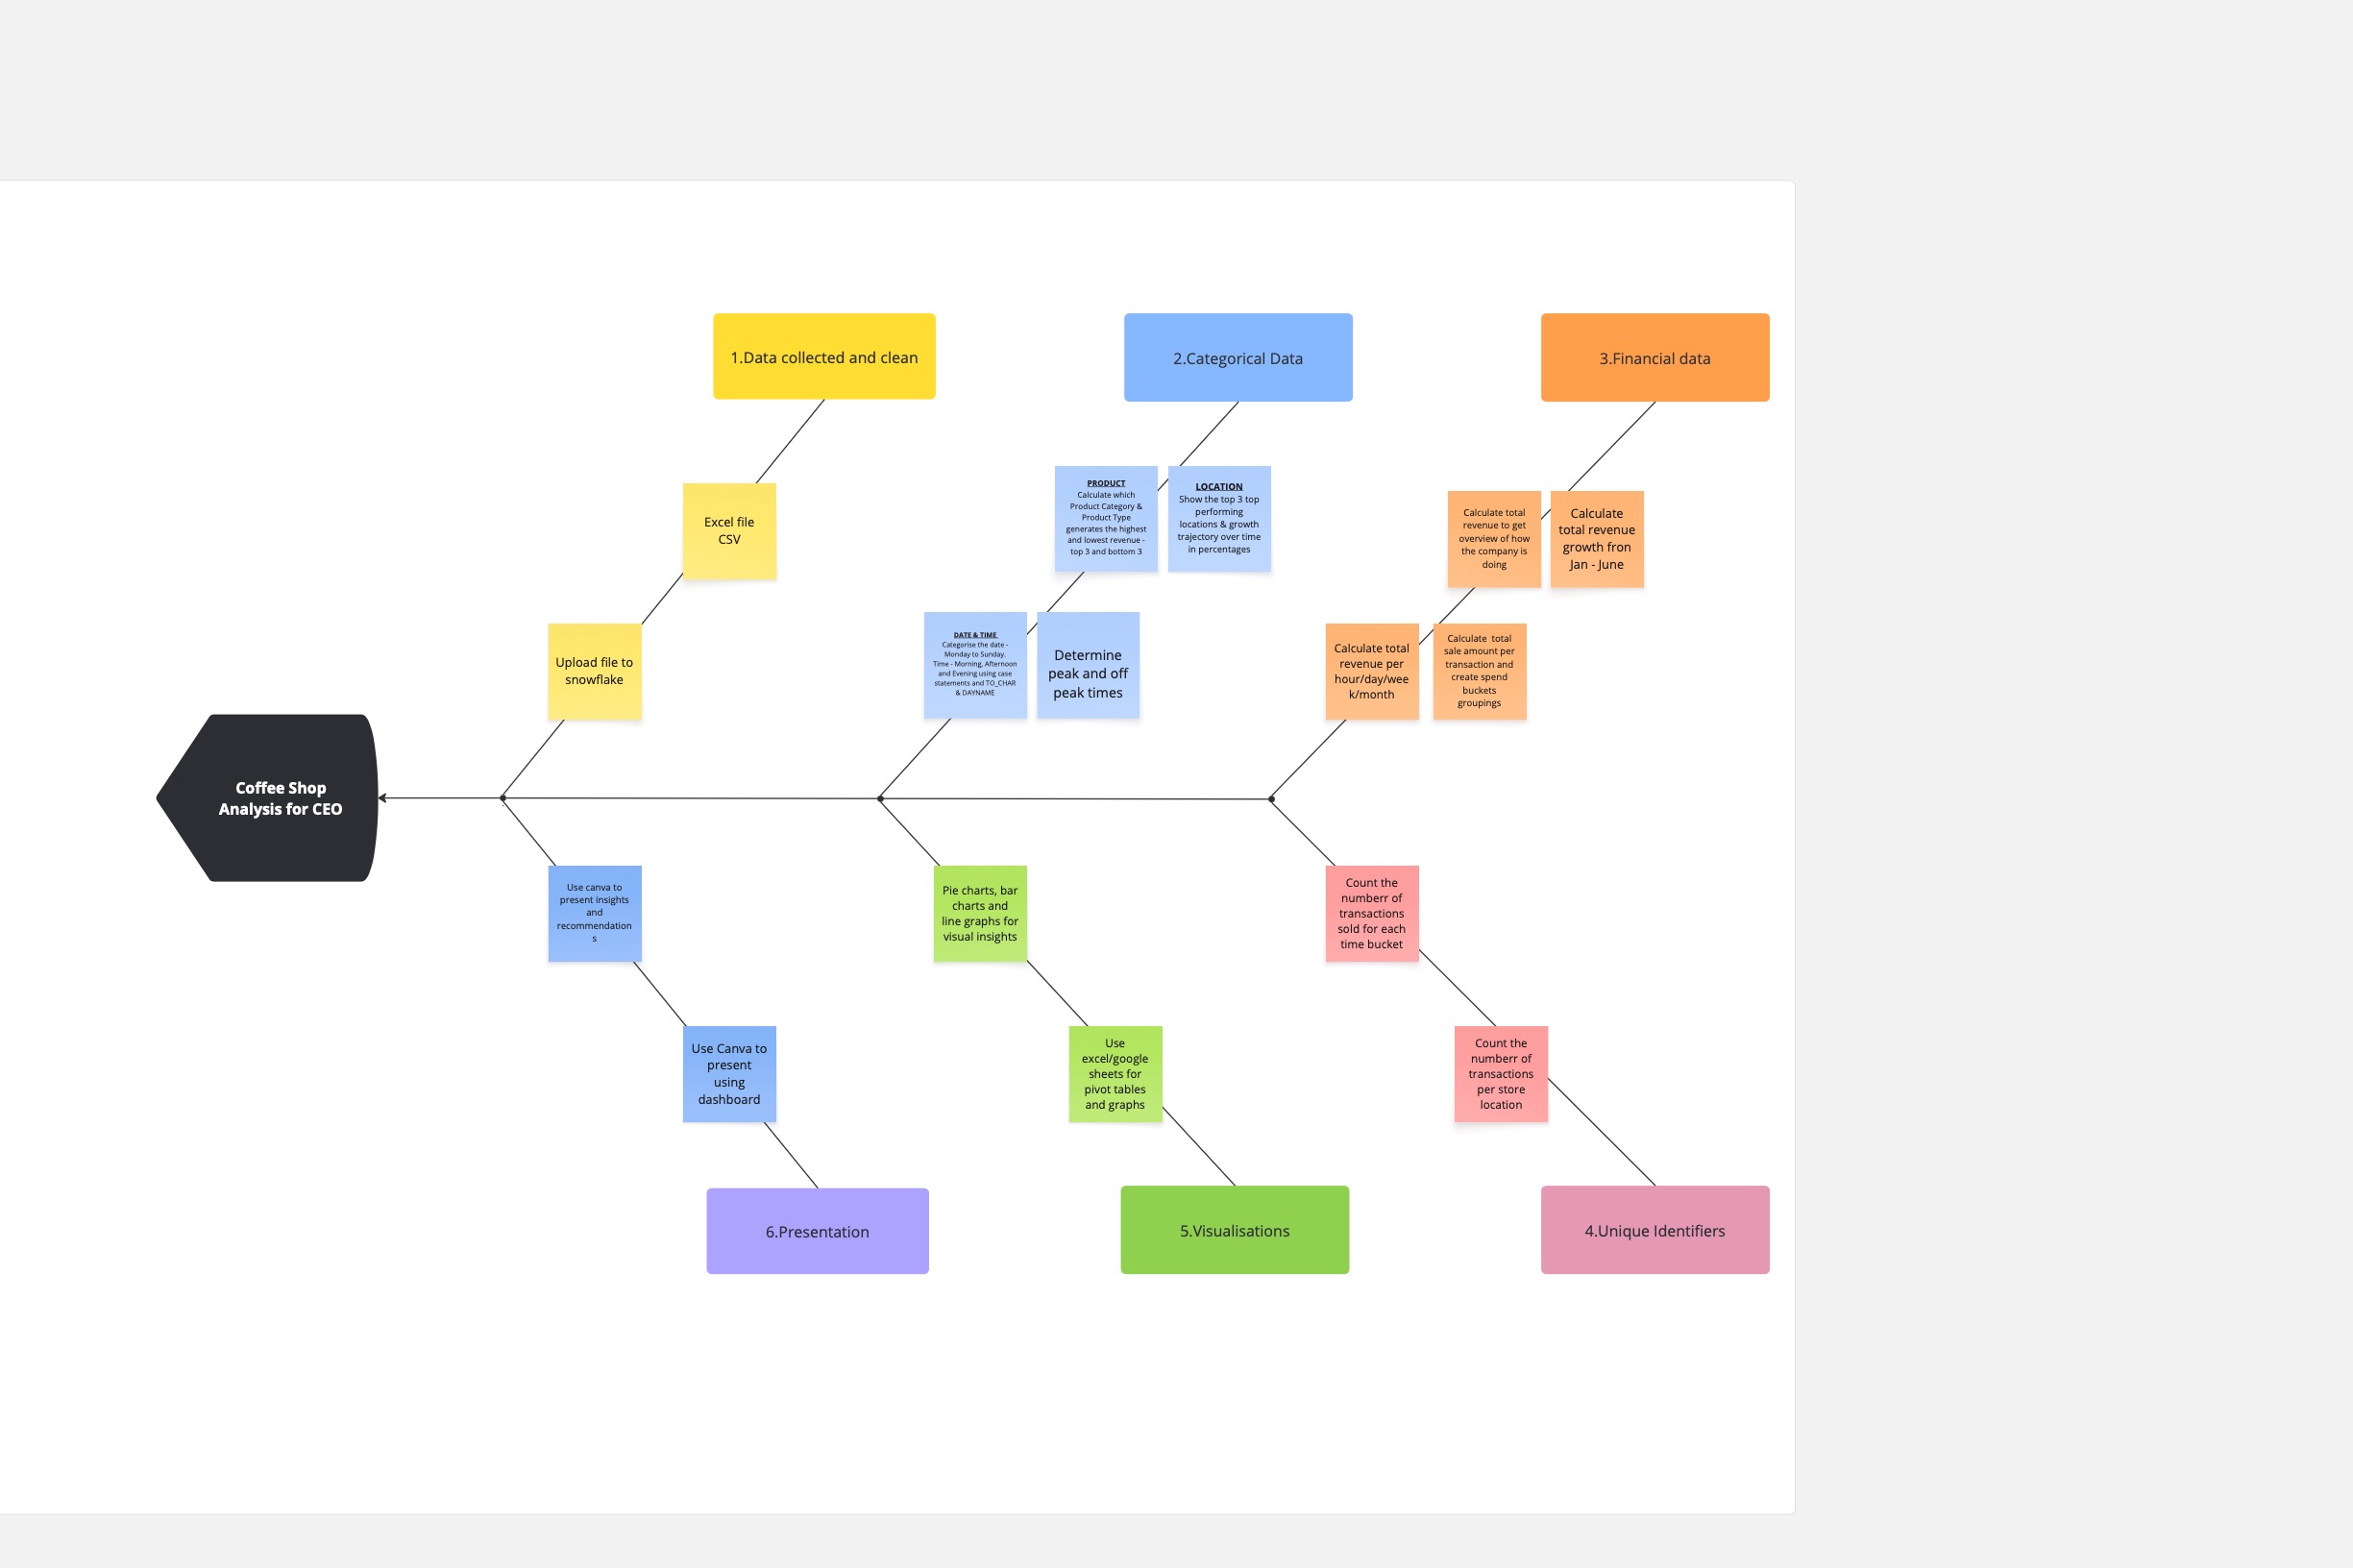 1.Data collected and clean
2.Categorical Data
3.Financial data
Excel file
CSV
PRODUCT
Calculate which
Product Category &
Product Type
generates the highest
and lowest revenue -
top 3 and bottom 3
LOCATION
Show the top 3 top
performing
locations & growth
trajectory over time
in percentages
Calculate total
revenue to get
overview of how
the company is
doing
Calculate
total revenue
growth fron
Jan - June
Upload file to
snowflake
DATE & TIME
Categorise the date -
Monday to Sunday.
Time - Morning, Afternoon
and Evening using case
statements and TO_CHAR
& DAYNAME
Determine
peak and off
peak times
Calculate total
revenue per
hour/day/wee
k/month
Calculate  total
sale amount per
transaction and
create spend
buckets
groupings
Coffee Shop
Analysis for CEO
Use canva to
present insights
and
recommendation
s
Pie charts, bar
charts and
line graphs for
visual insights
Count the
numberr of
transactions
sold for each
time bucket
Use Canva to
present
using
dashboard
Use
excel/google
sheets for
pivot tables
and graphs
Count the
numberr of
transactions
per store
location
6.Presentation
5.Visualisations
4.Unique Identifiers